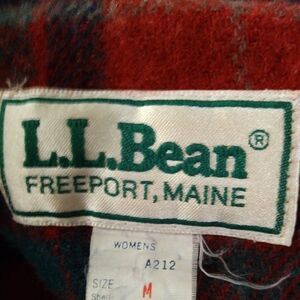 L.L.Bean®
FREEPORT, MAINE
WOMENS
A212
SIZE M